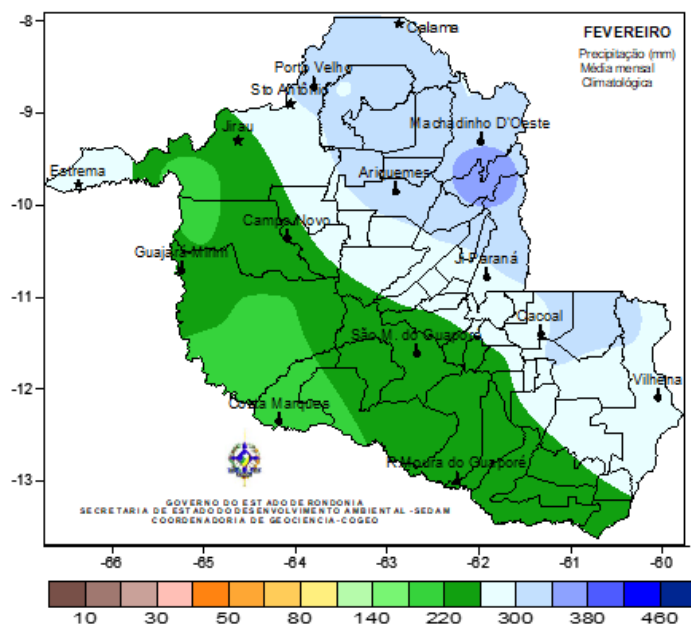 FEVEREIRO
Precipitação (mm)
Média mensal
Climatológica
-8
-9
-10
-11
-12
-13
Calama
Porto Velho
Sto Antônio
Jirau
Machadinho D'Oeste
Estrema
Ariquemes
Campo Novo
Guajará-Mirim
Ji-Paraná
São M. do Guaporé
Cacoal
Vilhena
Costa Marques
R.Moura do Guaporé
GOVERNO DO ESTADO DE RONDONIA
SECRETARIA DE ESTADO DO DESENVOLVIMENTO AMBIENTAL -SEDAM
COORDENADORIA DE GEOCIENCIA-COGEO
-66 -65 -64 -63 -62 -61 -60
10 30 50 80 140 220 300 380 460